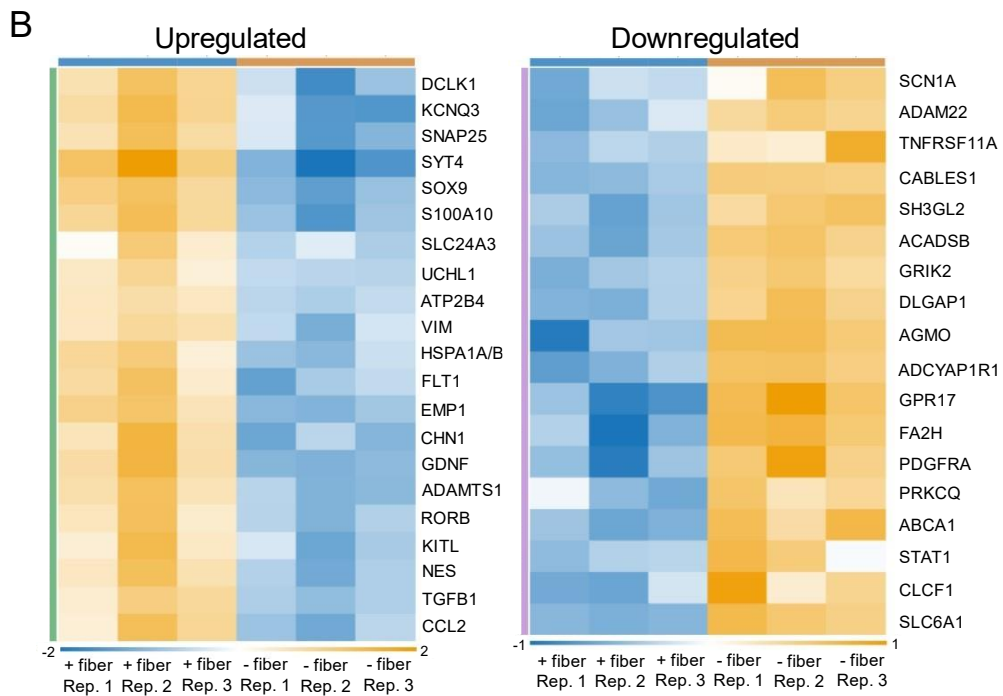 B
Upregulated
DCLK1
KCNQ3
SNAP25
SYT4
SOX9
S100A10
SLC24A3
UCHL1
ATP2B4
VIM
HSPA1A/B
FLT1
EMP1
CHN1
GDNF
ADAMTS1
RORB
KITL
NES
TGFB1
CCL2
-2 2
+ fiber + fiber + fiber - fiber - fiber - fiber
Rep. 1 Rep. 2 Rep. 3 Rep. 1 Rep. 2 Rep. 3
Downregulated
SCN1A
ADAM22
TNFRSF11A
CABLES1
SH3GL2
ACADSB
GRIK2
DLGAP1
AGMO
ADCYAP1R1
GPR17
FA2H
PDGFRA
PRKCQ
ABCA1
STAT1
CLCF1
SLC6A1
-1 1
+ fiber + fiber + fiber - fiber - fiber - fiber
Rep. 1 Rep. 2 Rep. 3 Rep. 1 Rep. 2 Rep. 3